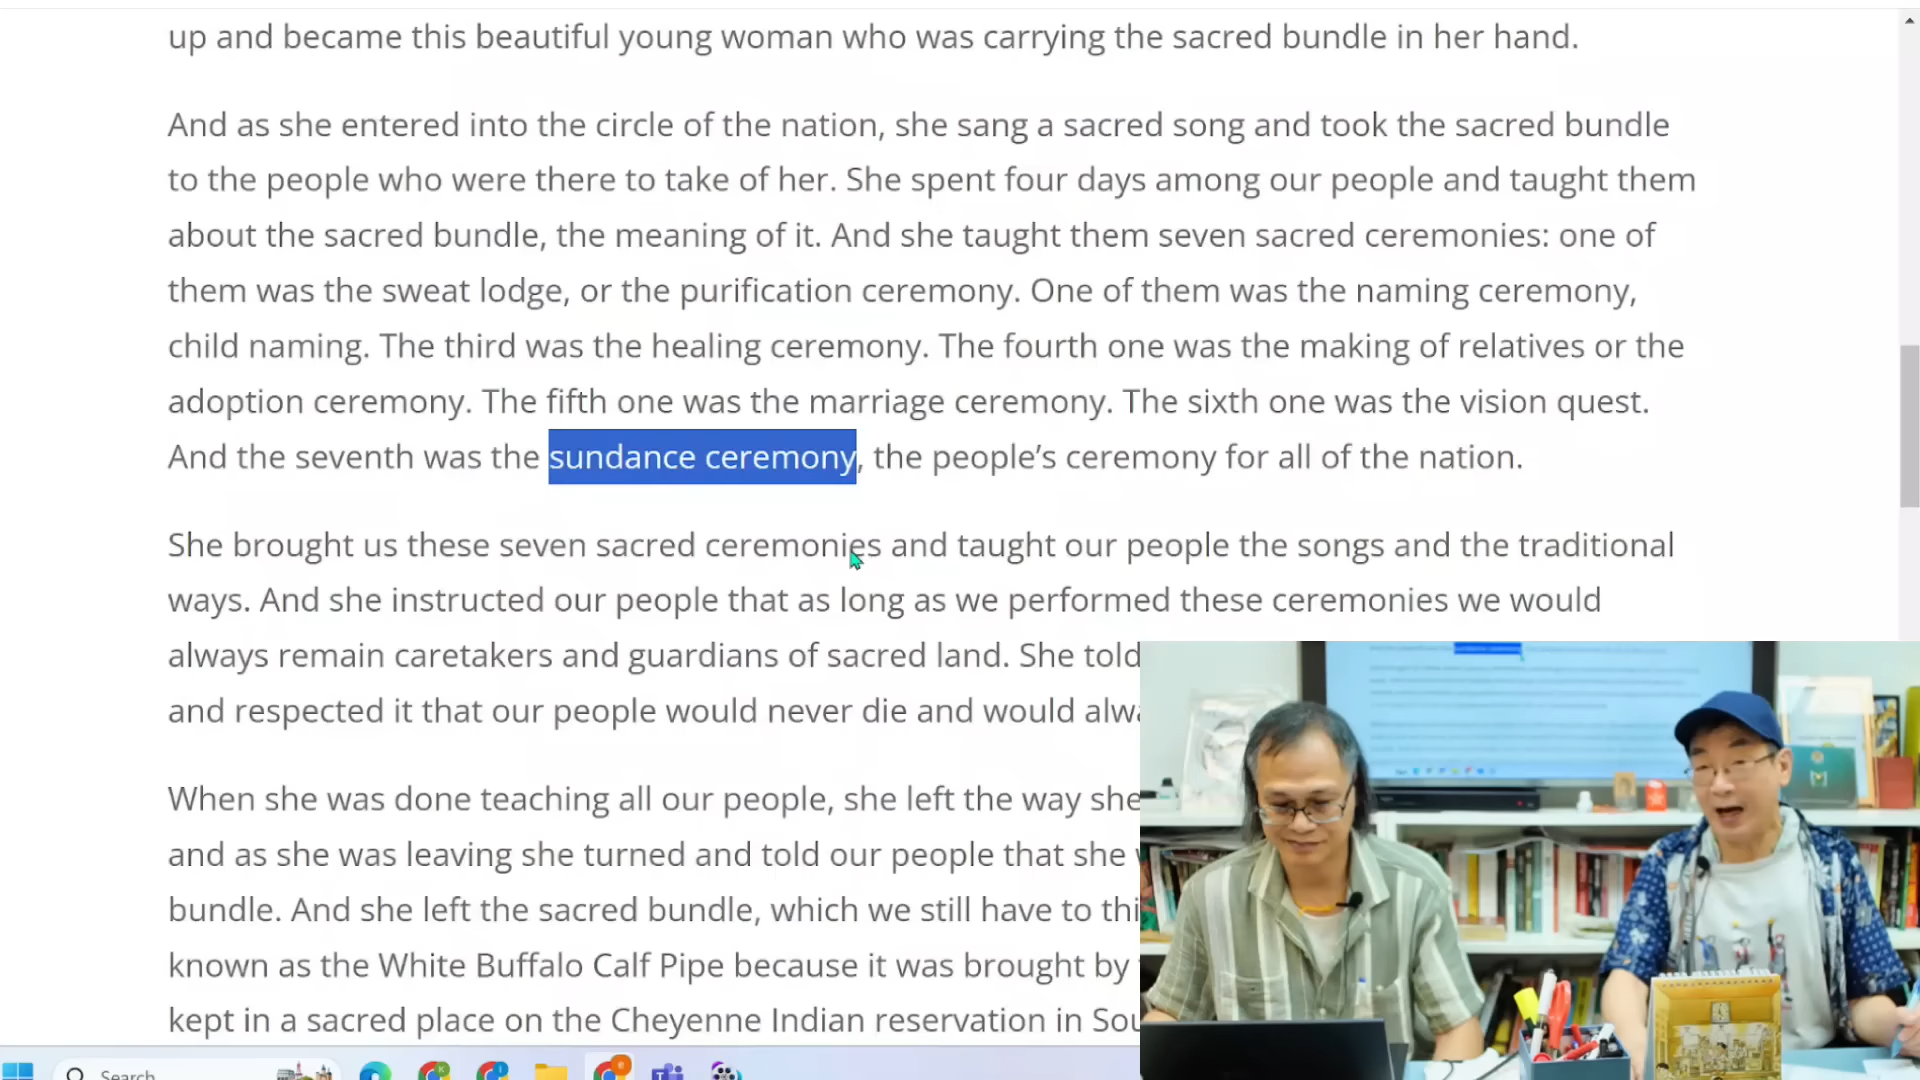 up and became this beautiful young woman who was carrying the sacred bundle in her hand.
And as she entered into the circle of the nation, she sang a sacred song and took the sacred bundle
to the people who were there to take of her. She spent four days among our people and taught them
about the sacred bundle, the meaning of it. And she taught them seven sacred ceremonies: one of
them was the sweat lodge, or the purification ceremony. One of them was the naming ceremony,
child naming. The third was the healing ceremony. The fourth one was the making of relatives or the
adoption ceremony. The fifth one was the marriage ceremony. The sixth one was the vision quest.
And the seventh was the sundance ceremony, the people’s ceremony for all of the nation.
She brought us these seven sacred ceremonies and taught our people the songs and the traditional
ways. And she instructed our people that as long as we performed these ceremonies we would
always remain caretakers and guardians of sacred land. She told
and respected it that our people would never die and would alwa
When she was done teaching all our people, she left the way she
and as she was leaving she turned and told our people that she
bundle. And she left the sacred bundle, which we still have to thi
known as the White Buffalo Calf Pipe because it was brought by
kept in a sacred place on the Cheyenne Indian reservation in Sou
Search